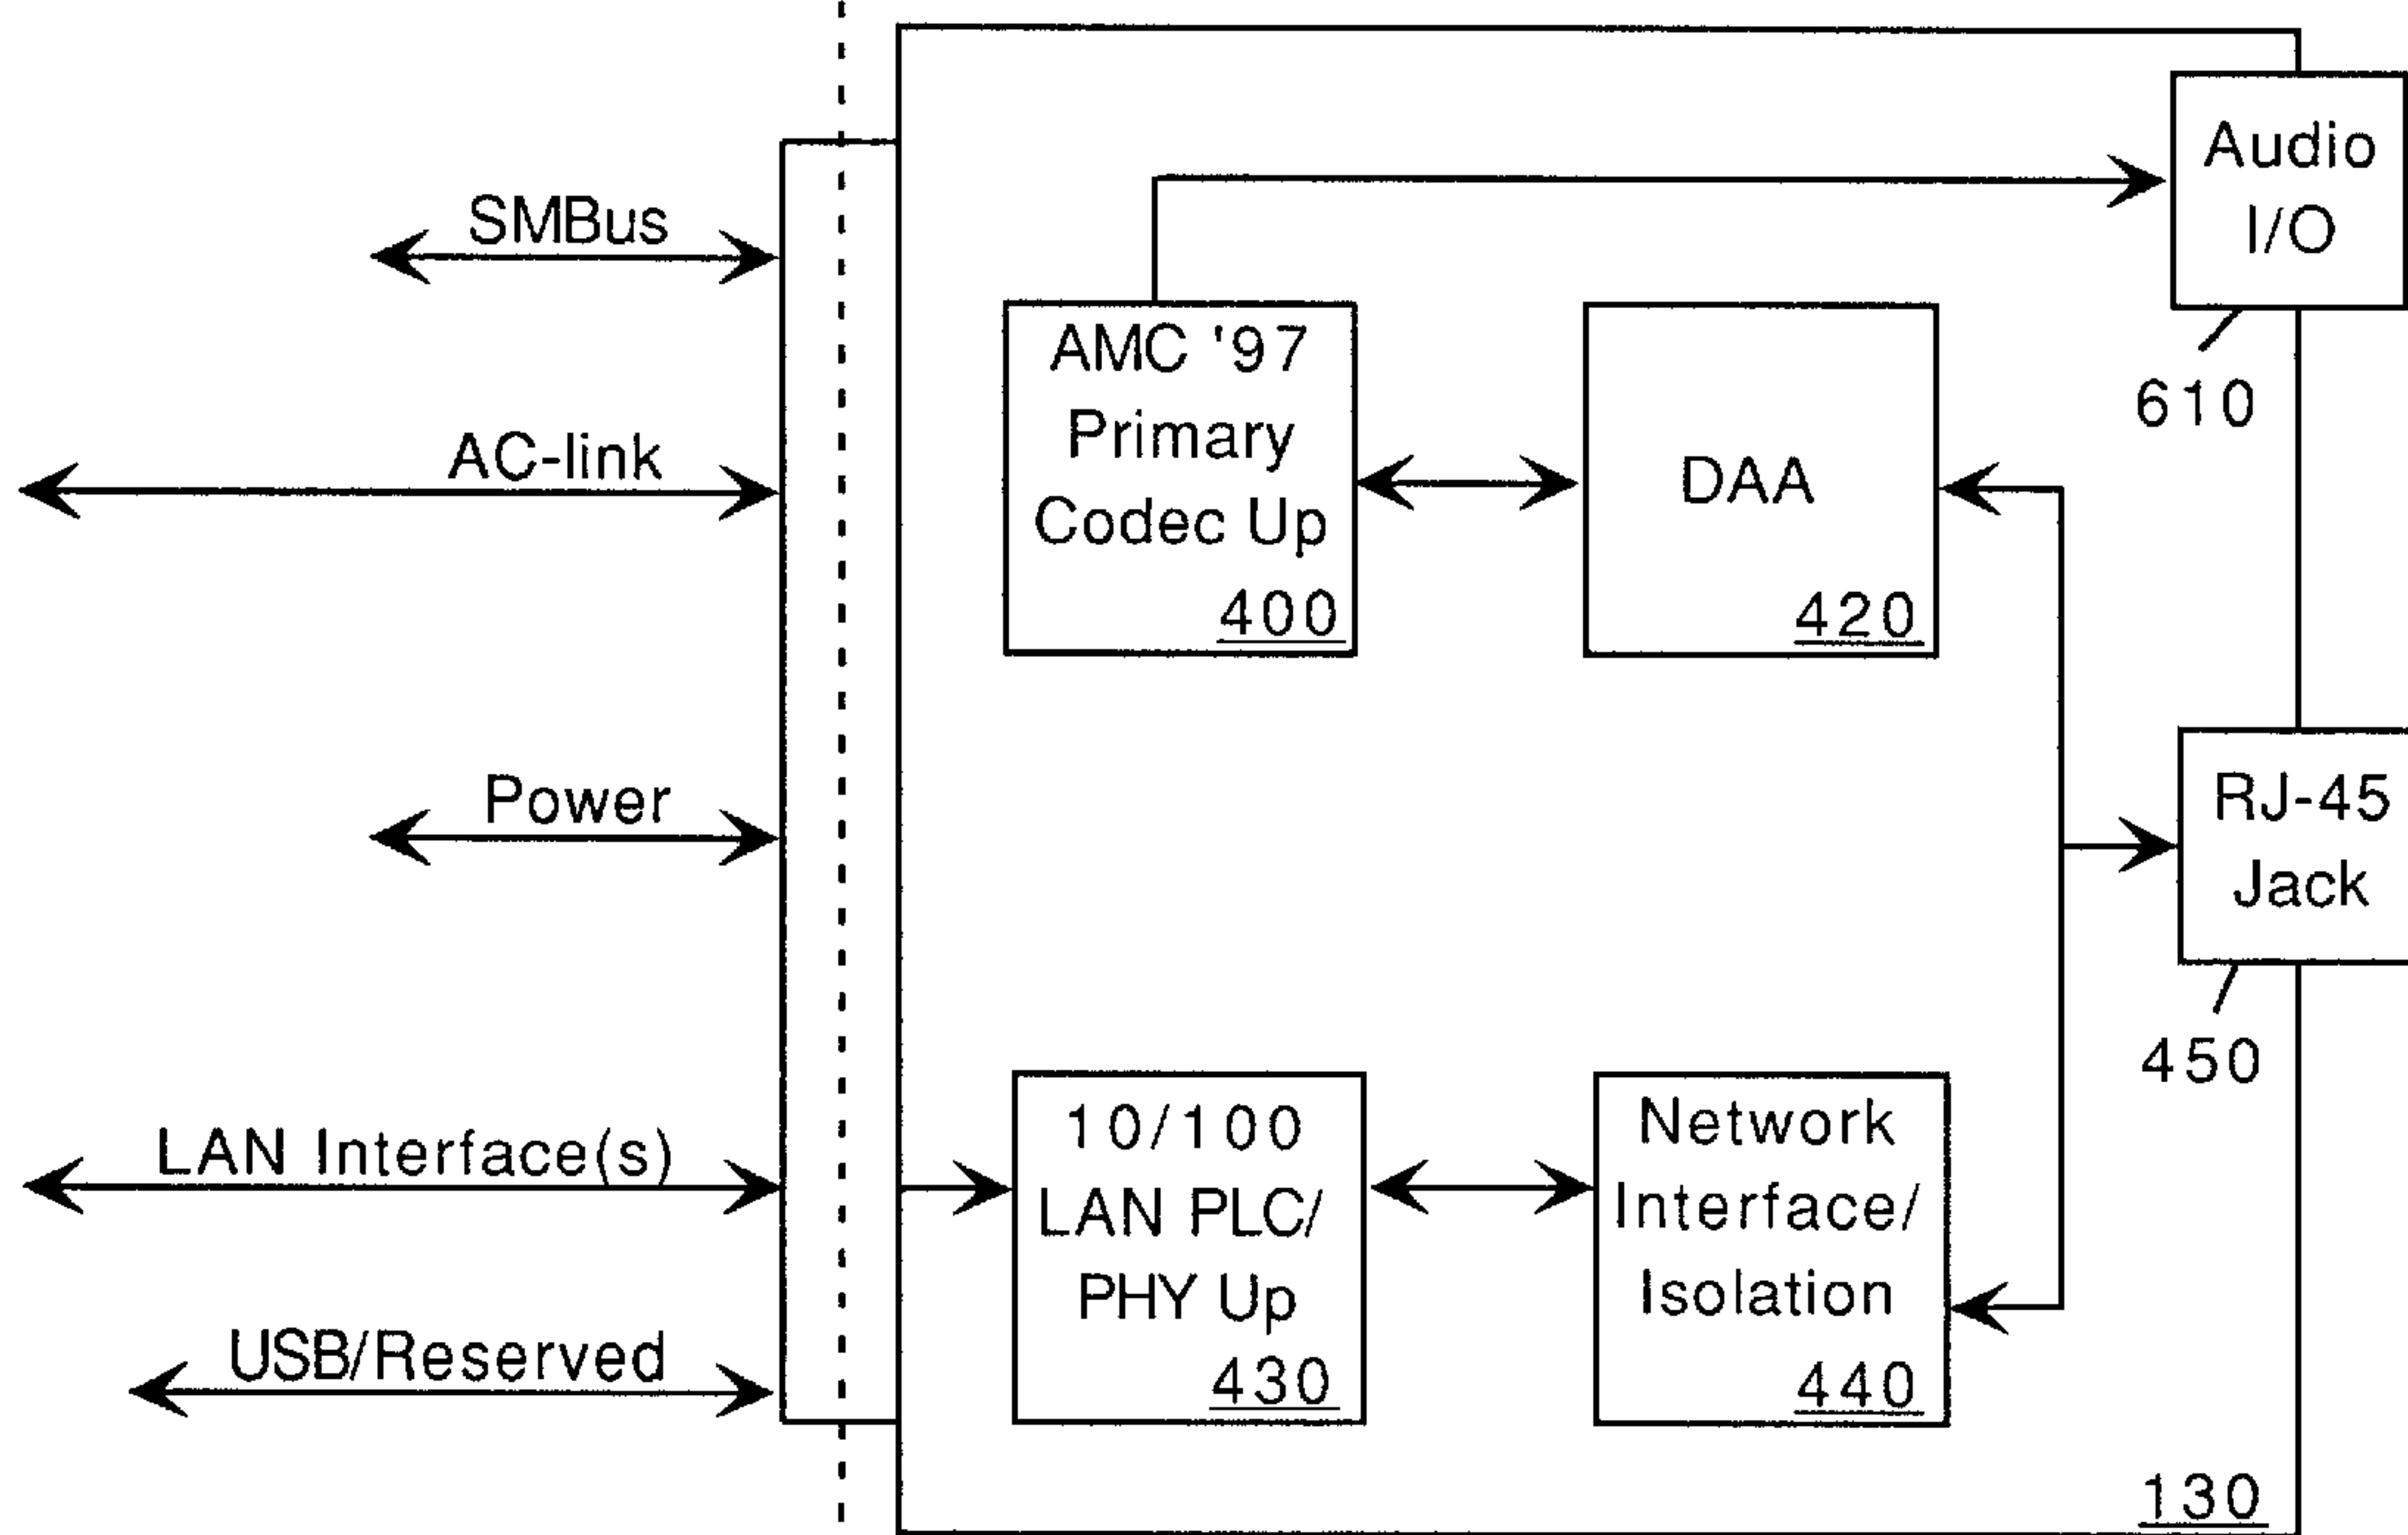 SMBus
AC-link
Power
LAN Interface(s)
USB/Reserved
AMC '97
Primary
Codec Up
400
DAA
420
Audio
I/O
610
RJ-45
Jack
450
10/100
LAN PLC/
PHY Up
430
Network
Interface/
Isolation
440
130